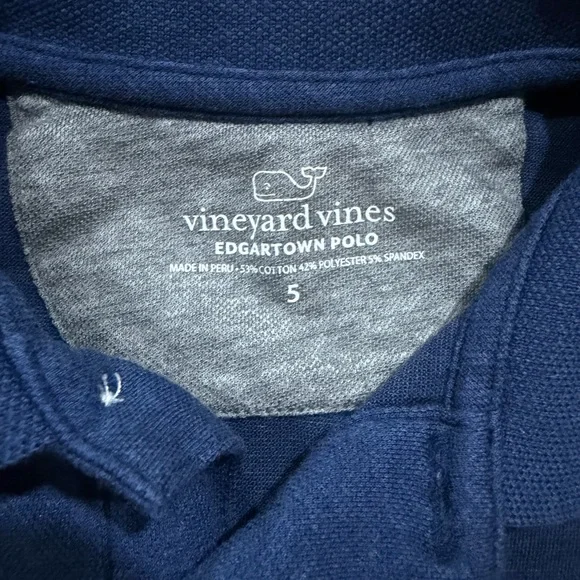 vineyard vines
EDGARTOWN POLO
MADE IN PERU • 53% COTTON 42% POLYESTER 5% SPANDEX
5